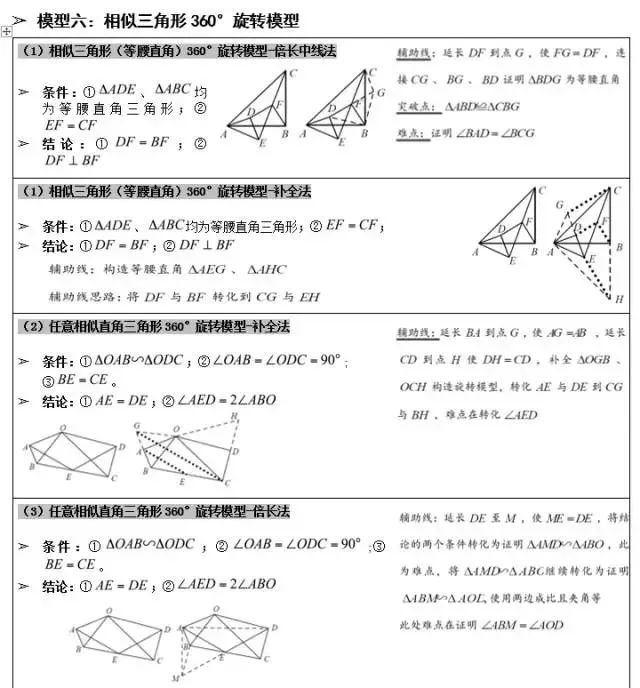 ➢ 模型六：相似三角形 360° 旋转模型
（1）相似三角形（等腰直角）360°旋转模型-倍长中线法
➢ 条件：① ΔADE 、 ΔABC 均
为等腰直角三角形；②
EF = CF
➢ 结论：① DF = BF ；②
DF ⊥ BF
A
B
C
D
E
F
A
B
C
D
E
F
G
辅助线：延长 DF 到点 G ，使 FG = DF ，连
接 CG 、 BG 、 BD 证明 ΔBDG 为等腰直角
突破点：ΔABD≌ΔCBG
难点：证明 ∠BAD = ∠BCG
（1）相似三角形（等腰直角）360°旋转模型-补全法
➢ 条件：① ΔADE 、 ΔABC 均为等腰直角三角形；② EF = CF；
➢ 结论：① DF = BF ；② DF ⊥ BF
辅助线：构造等腰直角 ΔAEG 、 ΔAHC
辅助线思路：将 DF 与 BF 转化到 CG 与 EH
A
B
C
D
E
F
A
B
C
D
E
F
G
H
（2）任意相似直角三角形 360°旋转模型-补全法
➢ 条件：① ΔOAB∽ΔODC ；② ∠OAB = ∠ODC = 90° ；
③ BE = CE 。
➢ 结论：① AE = DE ；② ∠AED = 2∠ABO
O
A
B
C
D
E
O
A
B
C
D
E
G
H
辅助线：延长 BA 到点 G ，使 AG = AB ，延长
CD 到点 H 使 DH = CD ，补全 ΔOGB 、
OCH 构造旋转模型，转化 AE 与 DE 到 CG
与 BH ，难点在转化 ∠AED
（3）任意相似直角三角形 360°旋转模型-倍长法
➢ 条件：① ΔOAB∽ΔODC ；② ∠OAB = ∠ODC = 90° ；③
BE = CE 。
➢ 结论：① AE = DE ；② ∠AED = 2∠ABO
O
A
B
C
D
E
O
A
B
C
D
E
M
辅助线：延长 DE 至 M ，使 ME = DE ，将结
论的两个条件转化为证明 ΔAMD∽ΔABO ，此
为难点，将 ΔAMD∽ΔABC 继续转化为证明
ΔABM∽ΔAOD，使用两边成比且夹角等
此处难点在证明 ∠ABM = ∠AOD